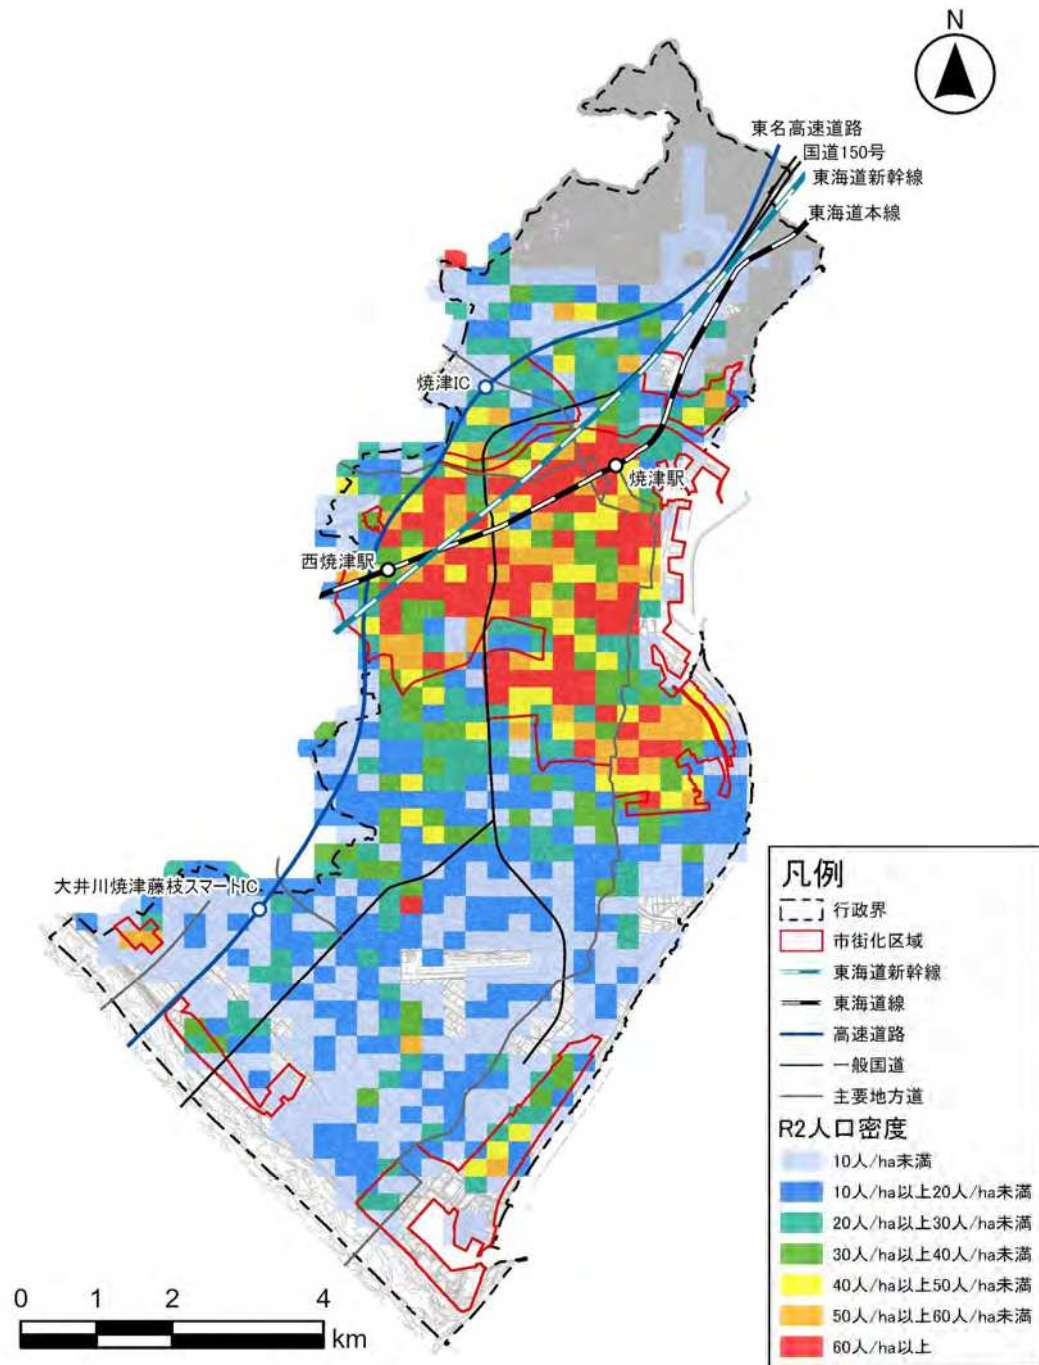 N
東名高速道路
国道150号
東海道新幹線
東海道本線
焼津IC
焼津駅
西焼津駅
大井川焼津藤枝スマートIC
凡例
行政界
市街化区域
東海道新幹線
東海道線
高速道路
一般国道
主要地方道
R2人口密度
10人/ha未満
10人/ha以上20人/ha未満
20人/ha以上30人/ha未満
30人/ha以上40人/ha未満
40人/ha以上50人/ha未満
50人/ha以上60人/ha未満
60人/ha以上
0 1 2 4
km